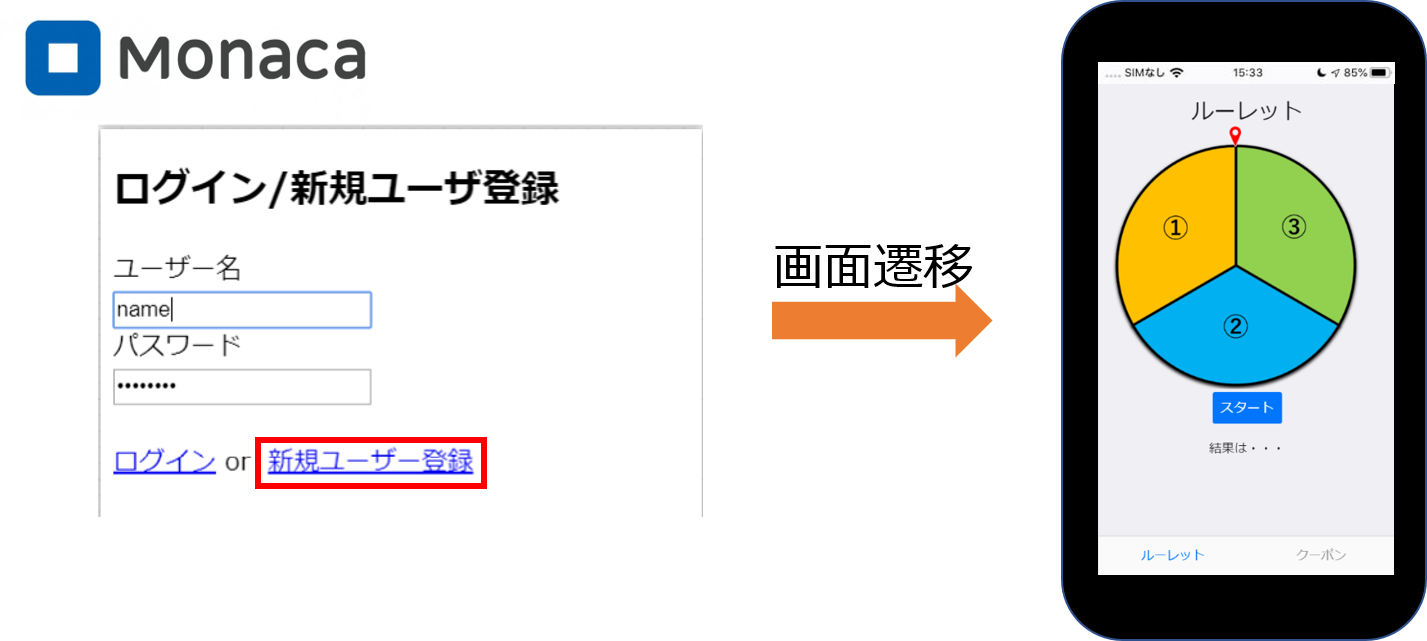 Monaca
ログイン/新規ユーザ登録
ユーザー名
name
パスワード
••••••••
ログイン or 新規ユーザー登録
画面遷移
SIMなし 15:33 85%
ルーレット
① ③
②
スタート
結果は・・・
ルーレット クーポン